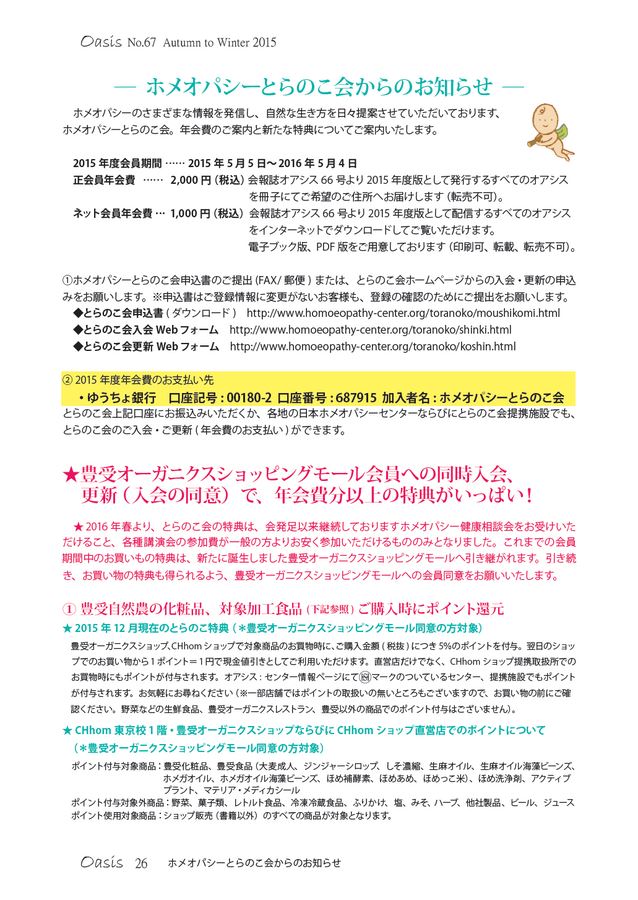 Oasis No.67 Autumn to Winter 2015
― ホメオパシーとらのこ会からのお知らせ ―
ホメオパシーのさまざまな情報を発信し、自然な生き方を日々提案させていただいております、
ホメオパシーとらのこ会。年会費のご案内と新たな特典についてご案内いたします。
2015 年度会員期間 …… 2015 年 5 月 5 日〜 2016 年 5 月 4 日
正会員年会費 …… 2,000 円（税込）会報誌オアシス 66 号より 2015 年度版として発行するすべてのオアシス
を冊子にてご希望のご住所へお届けします（転売不可）。
ネット会員年会費 … 1,000 円（税込）会報誌オアシス 66 号より 2015 年度版として配信するすべてのオアシス
をインターネットでダウンロードしてご覧いただけます。
電子ブック版、PDF 版をご用意しております（印刷可、転載、転売不可）。
①ホメオパシーとらのこ会申込書のご提出 (FAX/ 郵便 ) または、とらのこ会ホームページからの入会・更新の申込
みをお願いします。※申込書はご登録情報に変更がないお客様も、登録の確認のためにご提出をお願いします。
◆とらのこ会申込書 ( ダウンロード ) http://www.homoeopathy-center.org/toranoko/moushikomi.html
◆とらのこ会入会 Web フォーム http://www.homoeopathy-center.org/toranoko/shinki.html
◆とらのこ会更新 Web フォーム http://www.homoeopathy-center.org/toranoko/koshin.html
② 2015 年度年会費のお支払い先
・ゆうちょ銀行 口座記号 : 00180-2 口座番号 : 687915 加入者名 : ホメオパシーとらのこ会
とらのこ会上記口座にお振込みいただくか、各地の日本ホメオパシーセンターならびにとらのこ会提携施設でも、
とらのこ会のご入会・ご更新 ( 年会費のお支払い ) ができます。
★豊受オーガニクスショッピングモール会員への同時入会、
更新（入会の同意）で、年会費分以上の特典がいっぱい！
★ 2016 年春より、とらのこ会の特典は、会発足以来継続しておりますホメオパシー健康相談会をお受けいた
だけること、各種講演会の参加費が一般の方よりお安く参加いただけるもののみとなりました。これまでの会員
期間中のお買いもの特典は、新たに誕生しました豊受オーガニクスショッピングモールへ引き継がれます。引き続
き、お買い物の特典も得られるよう、豊受オーガニクスショッピングモールへの会員同意をお願いいたします。
① 豊受自然農の化粧品、対象加工食品（下記参照）ご購入時にポイント還元
★ 2015 年 12 月現在のとらのこ特典（＊豊受オーガニクスショッピングモール同意の方対象）
豊受オーガニクスショップ、CHhom ショップで対象商品のお買物時に、ご購入金額 ( 税抜 ) につき 5%のポイントを付与。翌日のショッ
プでのお買い物から 1 ポイント＝ 1 円で現金値引きとしてご利用いただけます。直営店だけでなく、CHhom ショップ提携取扱所での
お買物時にもポイントが付与されます。オアシス : センター情報ページにてマークのついているセンター、提携施設でもポイント
が付与されます。お気軽にお尋ねください（※一部店舗ではポイントの取扱いの無いところもございますので、お買い物の前にご確
認ください。野菜などの生鮮食品、豊受オーガニクスレストラン、豊受以外の商品でのポイント付与はございません）。
★ CHhom 東京校 1 階・豊受オーガニクスショップならびに CHhom ショップ直営店でのポイントについて
（＊豊受オーガニクスショッピングモール同意の方対象）
ポイント付与対象商品：豊受化粧品、豊受食品（大麦成人、ジンジャーシロップ、しそ濃縮、生麻オイル、生麻オイル海藻ビーンズ、
ホメガオイル、ホメガオイル海藻ビーンズ、ほめ補酵素、ほめあめ、ほめっこ米）、ほめ洗浄剤、アクティブ
プラント、マテリア・メディカシール
ポイント付与対象外商品：野菜、菓子類、レトルト食品、冷凍冷蔵食品、ふりかけ、塩、みそ、ハーブ、他社製品、ビール、ジュース
ポイント使用対象商品：ショップ販売（書籍以外）のすべての商品が対象となります。
Oasis 26 ホメオパシーとらのこ会からのお知らせ